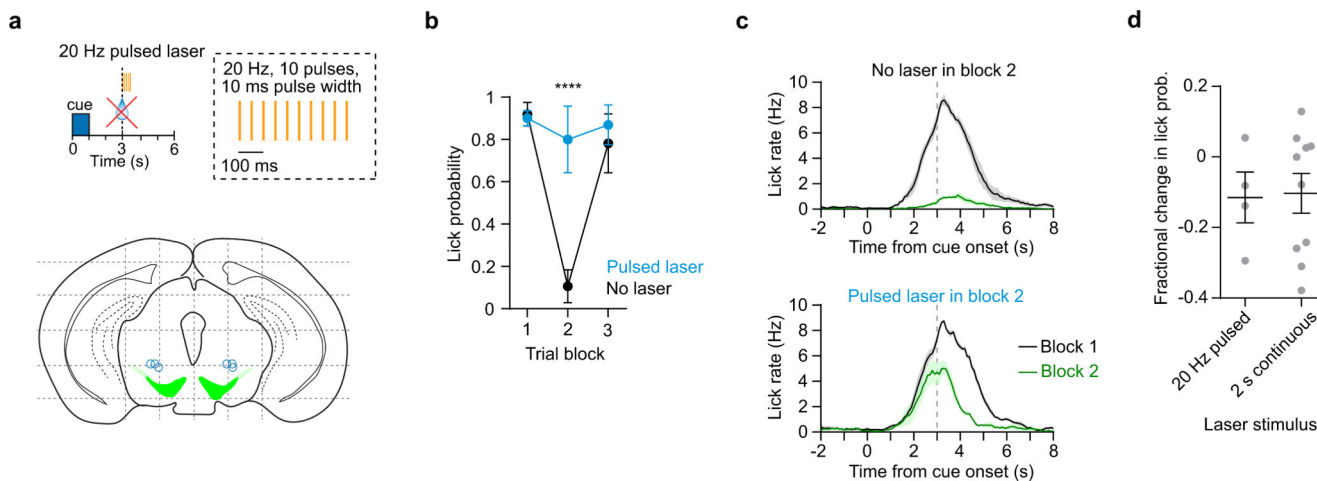 a
20 Hz pulsed laser
cue
0
3
6
Time (s)
20 Hz, 10 pulses,
10 ms pulse width
100 ms
b
****
1
0.8
0.6
0.4
0.2
0
Lick probability
Pulsed laser
No laser
1 2 3
Trial block
c
No laser in block 2
10
8
6
4
2
0
Lick rate (Hz)
-2 0 2 4 6 8
Time from cue onset (s)
Pulsed laser in block 2
10
8
6
4
2
0
Lick rate (Hz)
Block 1
Block 2
-2 0 2 4 6 8
Time from cue onset (s)
d
0.2
0
-0.2
-0.4
Fractional change in lick prob.
20 Hz pulsed
2 s continuous
Laser stimulus